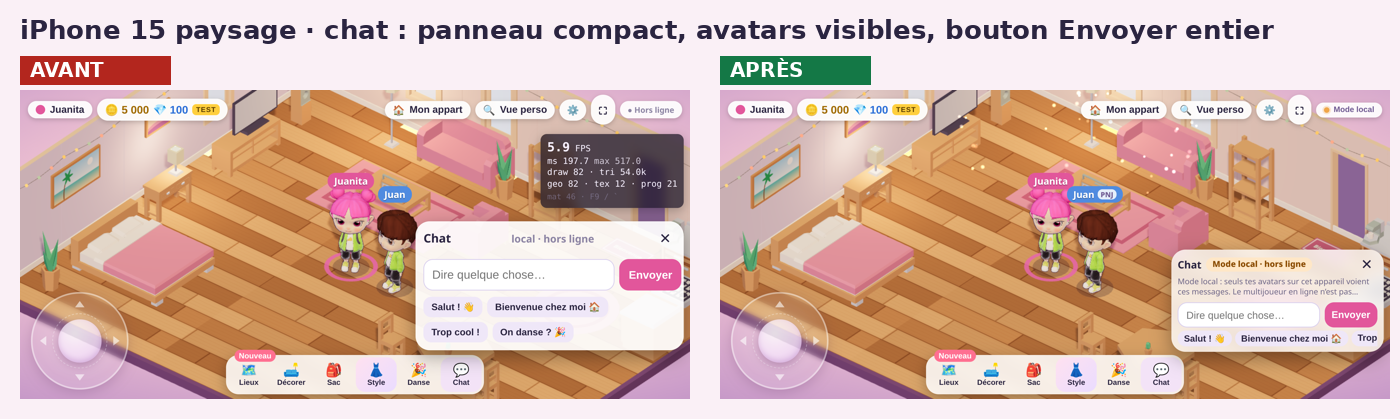 iPhone 15 paysage · chat : panneau compact, avatars visibles, bouton Envoyer entier
AVANT
Juanita
5 000 100 TEST
Mon appart
Vue perso
Hors ligne
5.9 FPS
ms 197.7 max 517.0
draw 82 · tri 54.0k
geo 82 · tex 12 · prog 21
mat 46 · F9 /
Juanita
Juan
Chat
local · hors ligne
Dire quelque chose…
Envoyer
Salut !
Bienvenue chez moi
Trop cool !
On danse ?
Nouveau
Lieux
Décorer
Sac
Style
Danse
Chat
APRÈS
Juanita
5 000 100 TEST
Mon appart
Vue perso
Mode local
Juanita
Juan PNJ
Chat
Mode local · hors ligne
Mode local : seuls tes avatars sur cet appareil voient
ces messages. Le multijoueur en ligne n'est pas…
Dire quelque chose…
Envoyer
Salut !
Bienvenue chez moi
Trop
Nouveau
Lieux
Décorer
Sac
Style
Danse
Chat